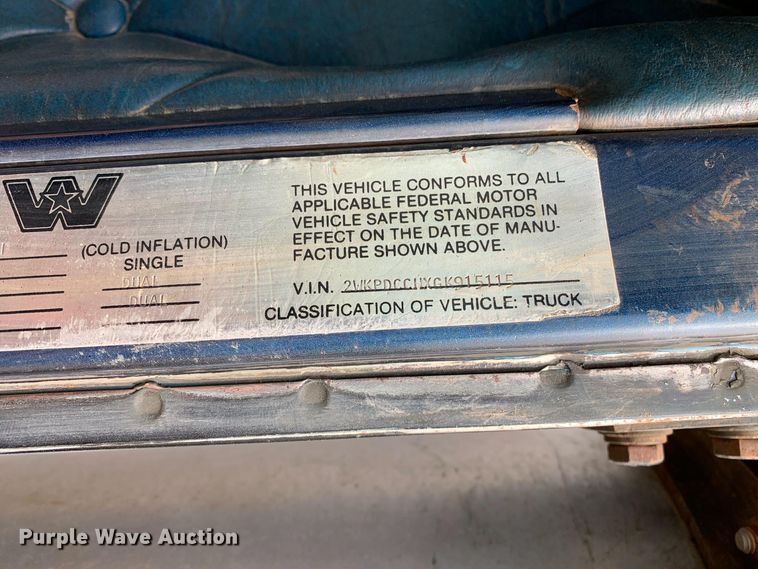 W
(COLD INFLATION)
SINGLE
DUAL
DUAL
THIS VEHICLE CONFORMS TO ALL
APPLICABLE FEDERAL MOTOR
VEHICLE SAFETY STANDARDS IN
EFFECT ON THE DATE OF MANU-
FACTURE SHOWN ABOVE.
V.I.N.
CLASSIFICATION OF VEHICLE: TRUCK
Purple Wave Auction